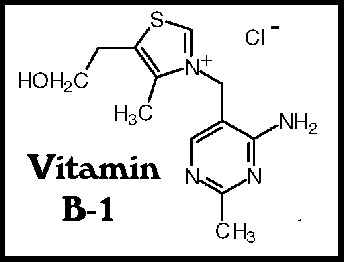 S
Cl⁻
HOH₂C
N⁺
H₃C
NH₂
Vitamin
N N
B-1
CH₃